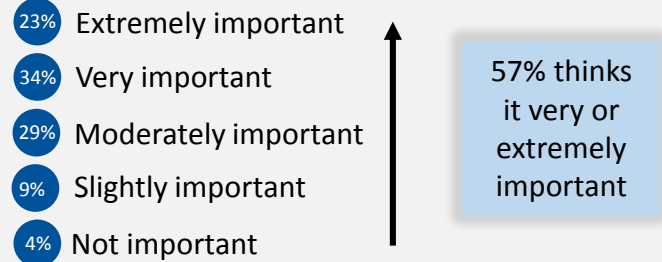 23% Extremely important
34% Very important
29% Moderately important
9% Slightly important
4% Not important
57% thinks
it very or
extremely
important